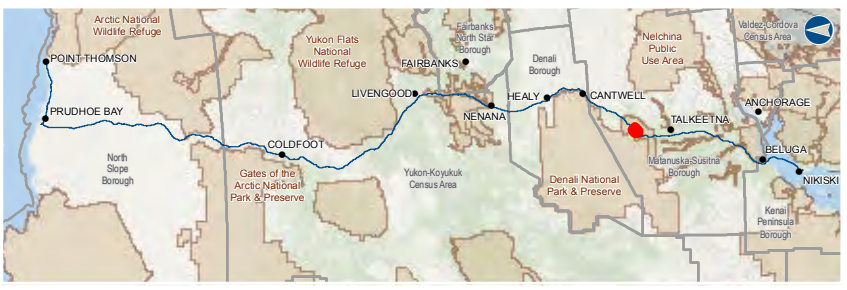 Arctic National
Wildlife Refuge
POINT THOMSON
PRUDHOE BAY
North
Slope
Borough
COLDFOOT
Gates of the
Arctic National
Park & Preserve
Yukon Flats
National
Wildlife Refuge
LIVENGOOD
FAIRBANKS
Fairbanks
North Star
Borough
Yukon-Koyukuk
Census Area
NENANA
HEALY
Denali
Borough
CANTWELL
Denali National
Park & Preserve
Nelchina
Public
Use Area
TALKEETNA
Matanuska-Susitna
Borough
Valdez-Cordova
Census Area
ANCHORAGE
BELUGA
NIKISKI
Kenai
Peninsula
Borough